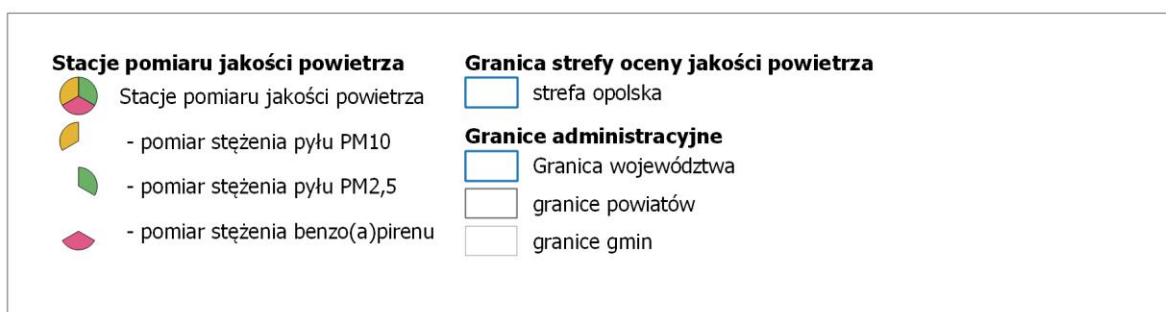 Stacje pomiaru jakości powietrza
Stacje pomiaru jakości powietrza
- pomiar stężenia pyłu PM10
- pomiar stężenia pyłu PM2,5
- pomiar stężenia benzo(a)pirenu
Granica strefy oceny jakości powietrza
strefa opolska
Granice administracyjne
Granica województwa
granice powiatów
granice gmin